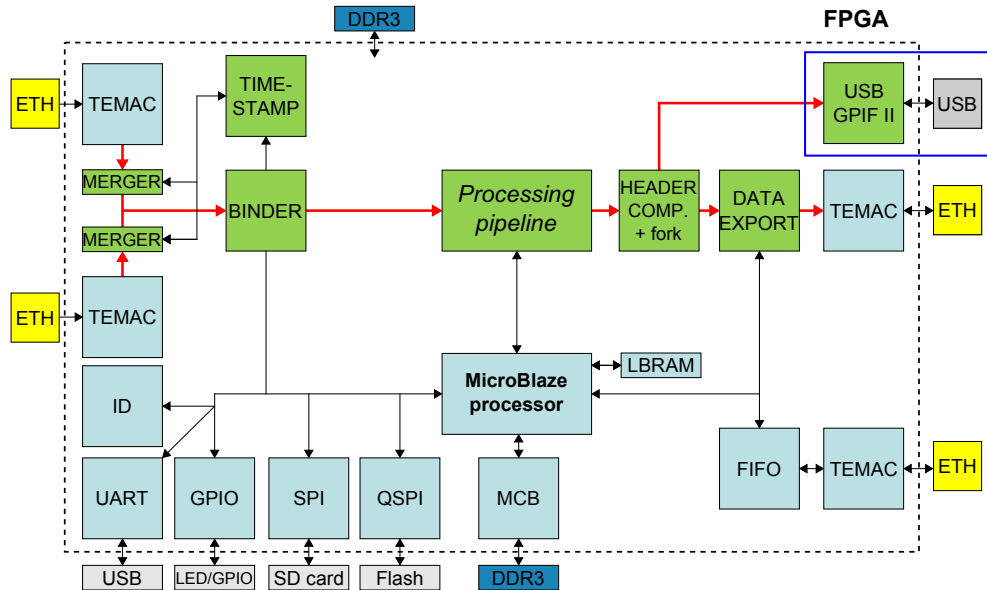 DDR3
FPGA
ETH
TEMAC
TIME-
STAMP
USB
GPIF II
USB
MERGER
MERGER
BINDER
Processing
pipeline
HEADER
COMP.
+ fork
DATA
EXPORT
TEMAC
ETH
ETH
TEMAC
ID
MicroBlaze
processor
LBRAM
UART
GPIO
SPI
QSPI
MCB
FIFO
TEMAC
ETH
USB
LED/GPIO
SD card
Flash
DDR3